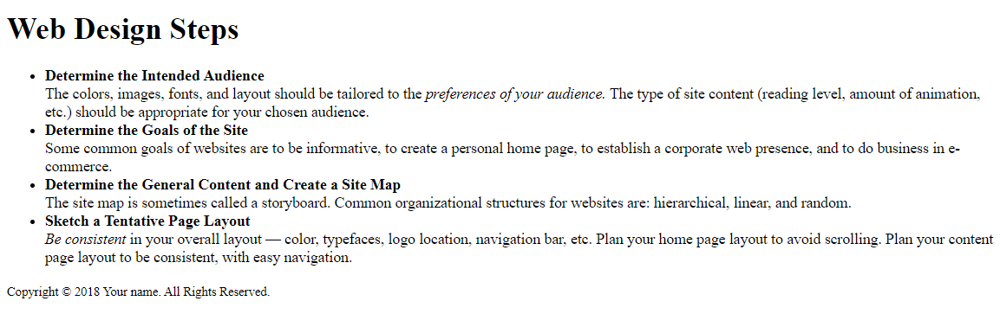 Web Design Steps
Determine the Intended Audience
The colors, images, fonts, and layout should be tailored to the preferences of your audience. The type of site content (reading level, amount of animation,
etc.) should be appropriate for your chosen audience.
Determine the Goals of the Site
Some common goals of websites are to be informative, to create a personal home page, to establish a corporate web presence, and to do business in e-
commerce.
Determine the General Content and Create a Site Map
The site map is sometimes called a storyboard. Common organizational structures for websites are: hierarchical, linear, and random.
Sketch a Tentative Page Layout
Be consistent in your overall layout — color, typefaces, logo location, navigation bar, etc. Plan your home page layout to avoid scrolling. Plan your content
page layout to be consistent, with easy navigation.
Copyright © 2018 Your name. All Rights Reserved.